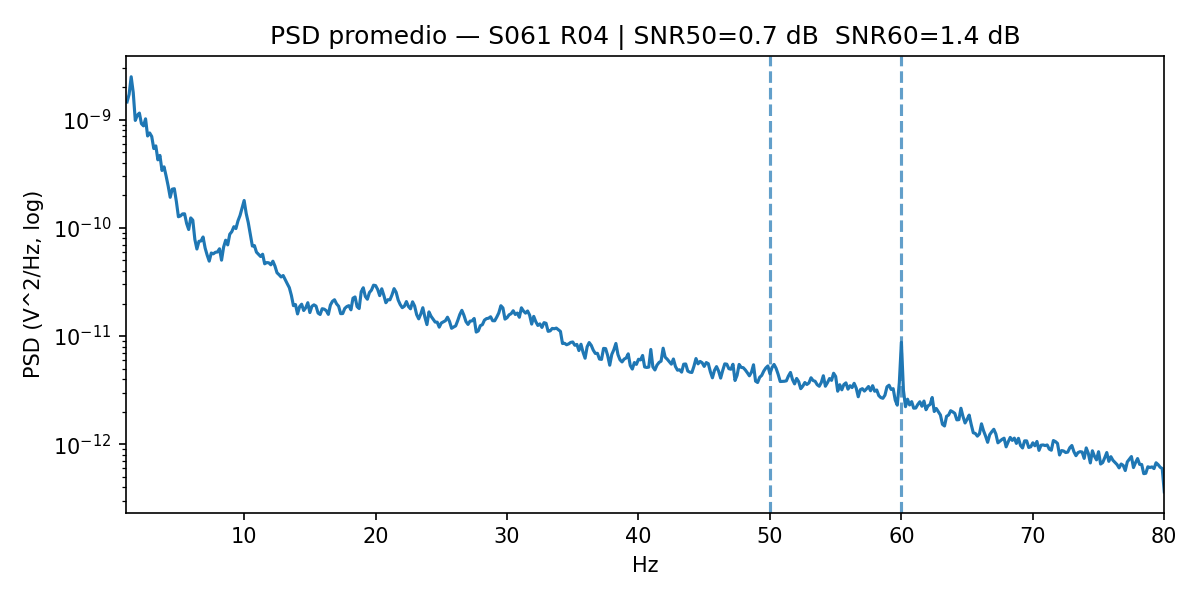 PSD promedio — S061 R04 | SNR50=0.7 dB  SNR60=1.4 dB
PSD (V^2/Hz, log)
10⁻⁹
10⁻¹⁰
10⁻¹¹
10⁻¹²
10 20 30 40 50 60 70 80
Hz